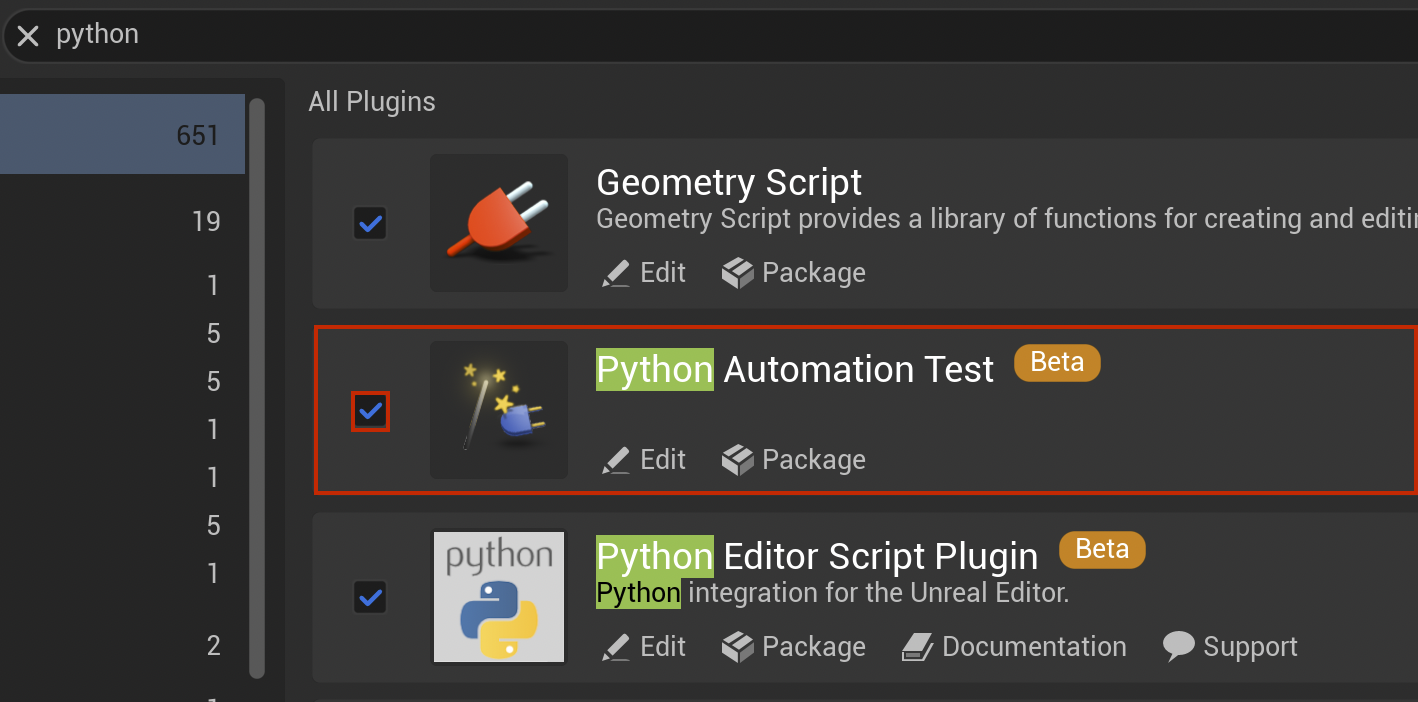 python
651
19
1
5
5
1
1
5
1
2
All Plugins
Geometry Script
Geometry Script provides a library of functions for creating and
Edit Package
Python Automation Test Beta
Edit Package
python
Python Editor Script Plugin Beta
Python integration for the Unreal Editor.
Edit Package Documentation Support